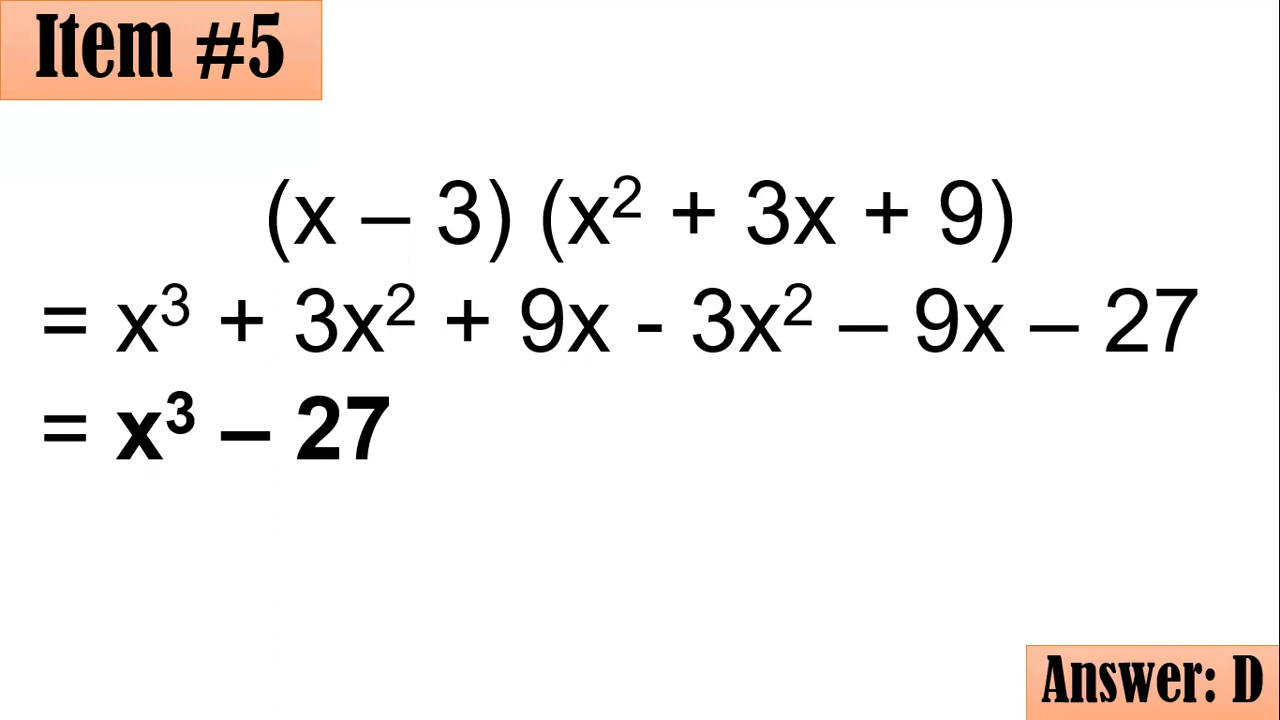 Item #5
(x – 3) (x² + 3x + 9)
= x³ + 3x² + 9x - 3x² – 9x – 27
= x³ – 27
Answer: D